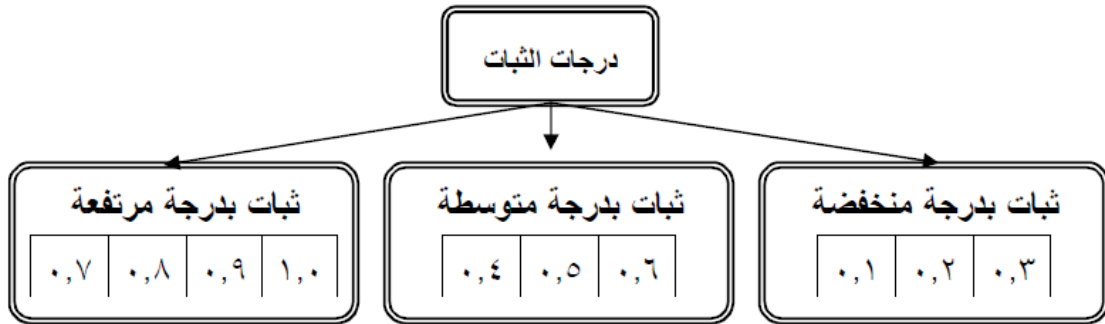 درجات الثبات
ثبات بدرجة منخفضة
٠,١ ٠,٢ ٠,٣
ثبات بدرجة متوسطة
٠,٤ ٠,٥ ٠,٦
ثبات بدرجة مرتفعة
٠,٧ ٠,٨ ٠,٩ ١,٠